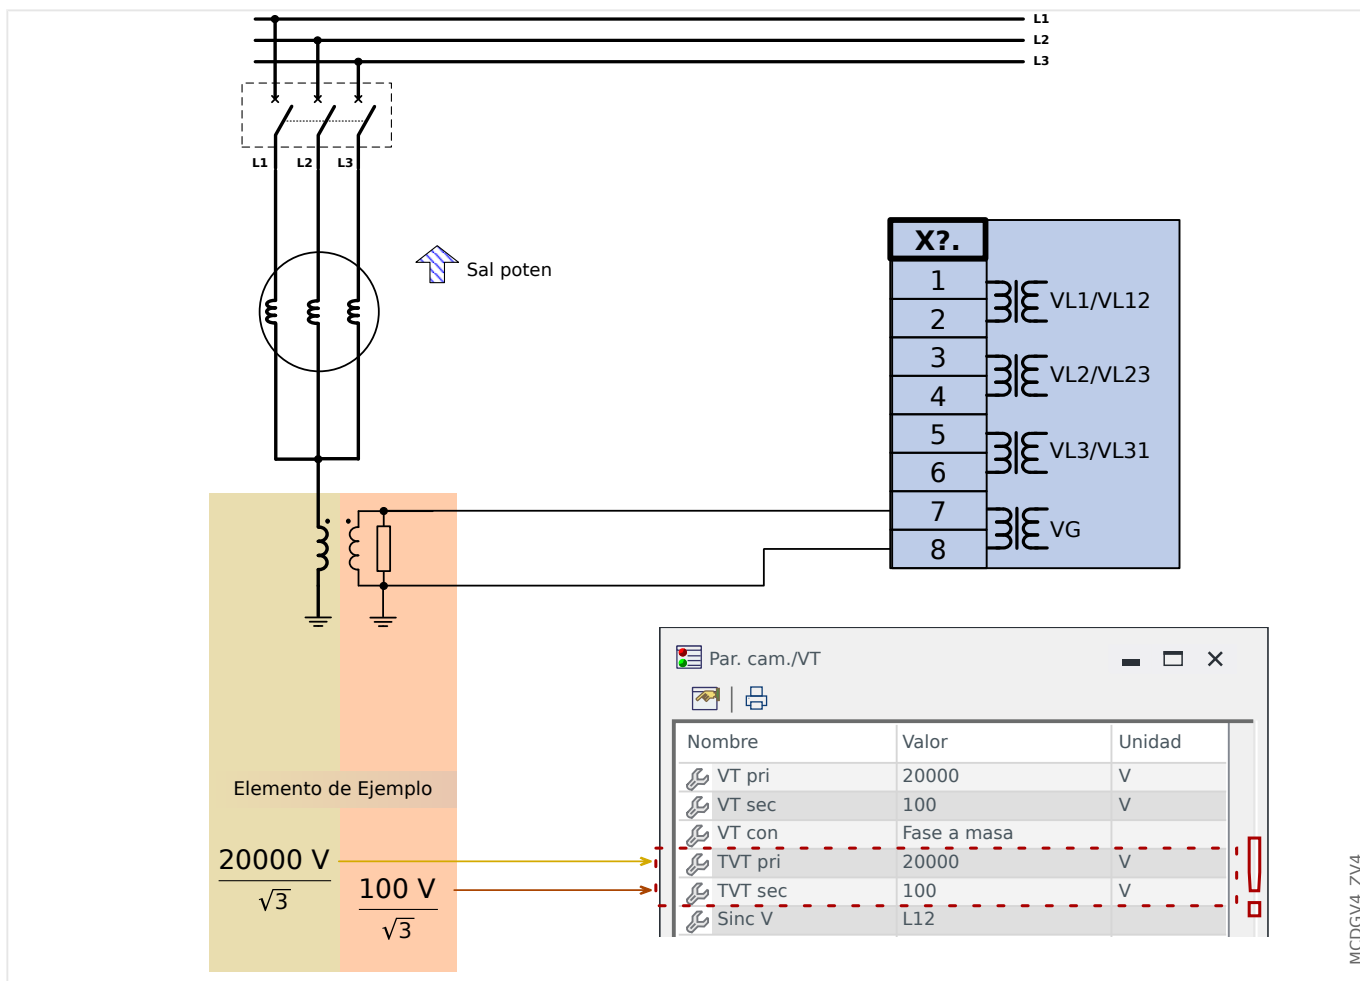 L1
L2
L3
L1 L2 L3
Sal poten
X?.
1
2
VL1/VL12
3
4
VL2/VL23
5
6
VL3/VL31
7
8
VG
Par. cam./VT
Nombre Valor Unidad
VT pri 20000 V
VT sec 100 V
VT con Fase a masa
TVT pri 20000 V
TVT sec 100 V
Sinc V L12
Elemento de Ejemplo
20000 V
√3
100 V
√3
MCDGV4_ZV4